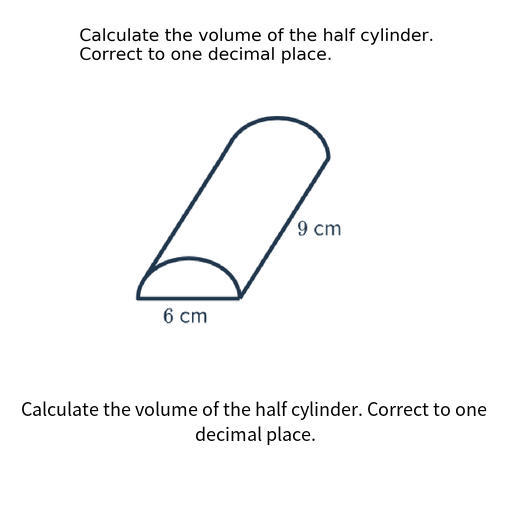 Calculate the volume of the half cylinder.
Correct to one decimal place.
9 cm
6 cm
Calculate the volume of the half cylinder. Correct to one
decimal place.